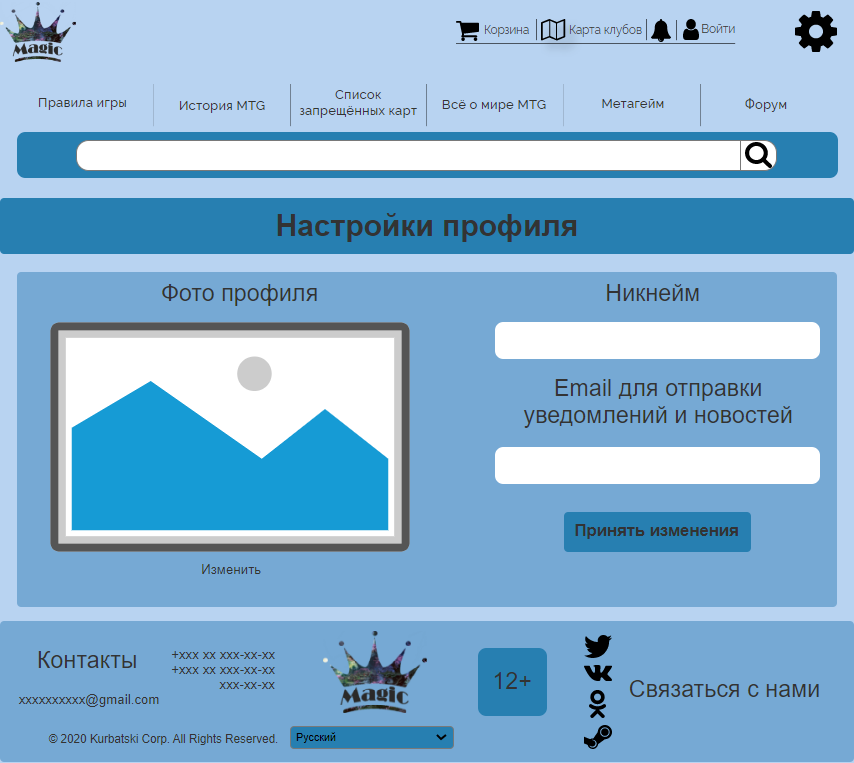 Magic
Корзина
Карта клубов
Войти
Правила игры
История MTG
Список
запрещённых карт
Всё о мире MTG
Метагейм
Форум
Настройки профиля
Фото профиля
Никнейм
Email для отправки
уведомлений и новостей
Принять изменения
Изменить
Контакты
+xxx xx xxx-xx-xx
+xxx xx xxx-xx-xx
xxx-xx-xx
xxxxxxxxxx@gmail.com
Magic
12+
Связаться с нами
© 2020 Kurbatski Corp. All Rights Reserved.
Русский